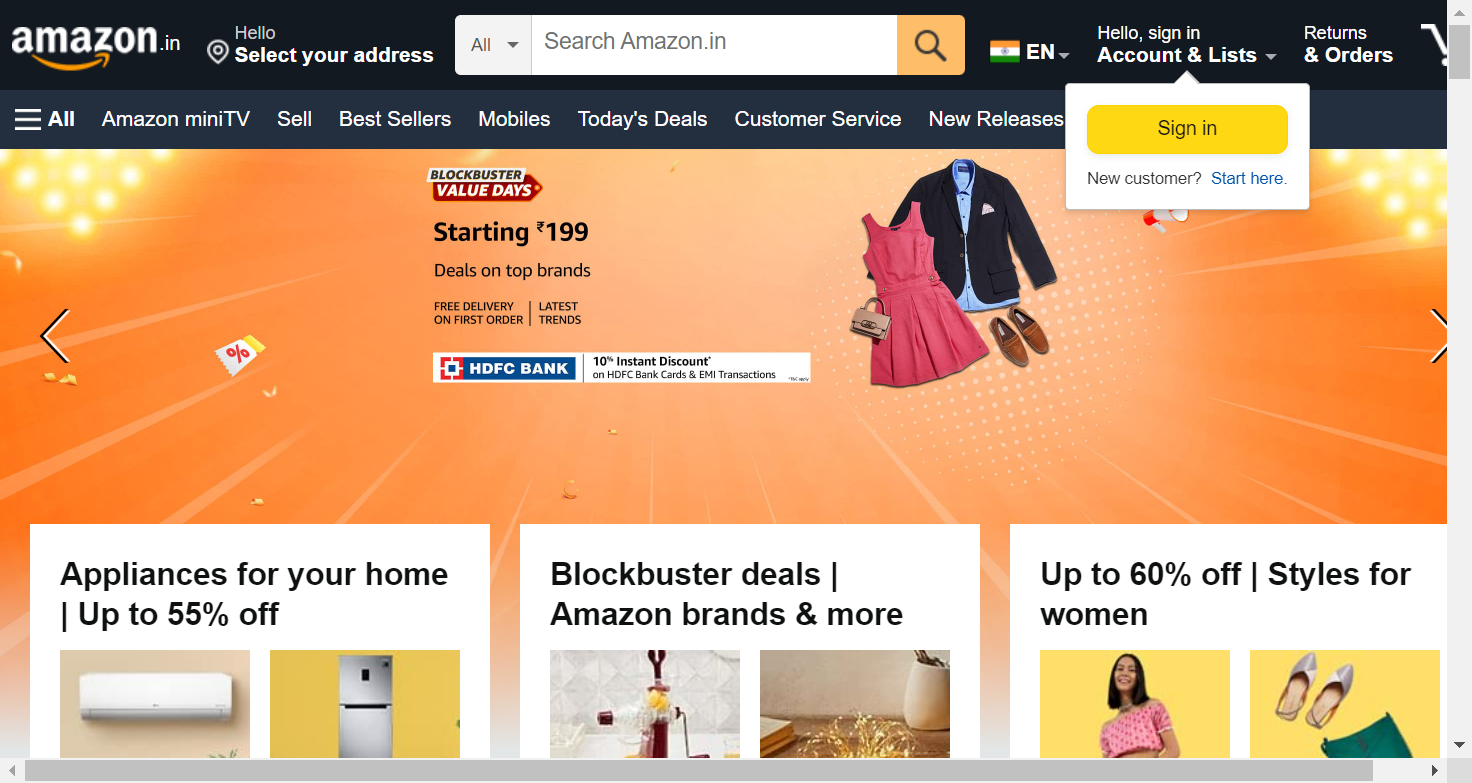 amazon.in
Hello
Select your address
All
Search Amazon.in
EN
Hello, sign in
Account & Lists
Returns
& Orders
All
Amazon miniTV
Sell
Best Sellers
Mobiles
Today's Deals
Customer Service
New Releases
Sign in
New customer? Start here.
BLOCKBUSTER
VALUE DAYS
Starting ₹199
Deals on top brands
FREE DELIVERY
ON FIRST ORDER
LATEST
TRENDS
HDFC BANK
10% Instant Discount*
on HDFC Bank Cards & EMI Transactions
*T&C apply
%
Appliances for your home
| Up to 55% off
Blockbuster deals |
Amazon brands & more
Up to 60% off | Styles for
women